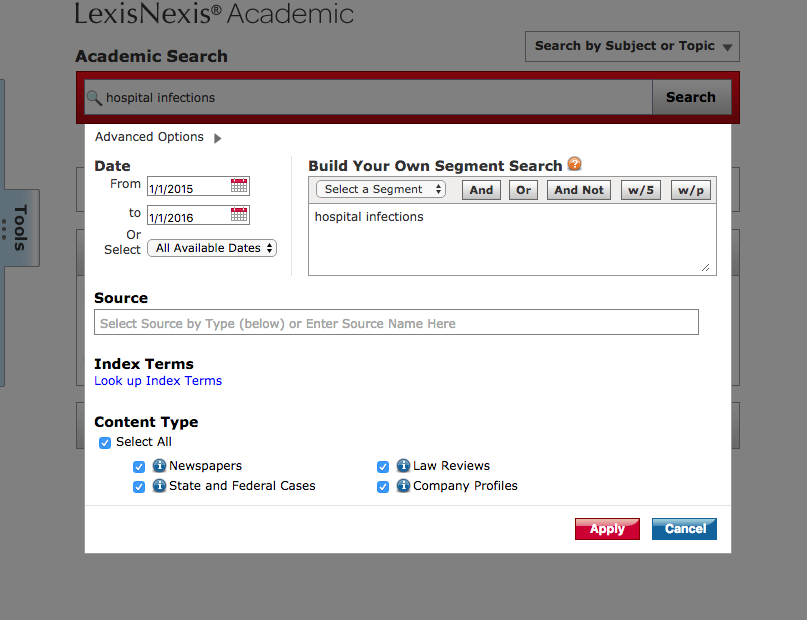 LexisNexis® Academic
Search by Subject or Topic
Academic Search
hospital infections
Search
Advanced Options
Date
From
1/1/2015
to
1/1/2016
Or
Select
All Available Dates
Build Your Own Segment Search ?
Select a Segment
And
Or
And Not
w/5
w/p
hospital infections
Tools
Source
Select Source by Type (below) or Enter Source Name Here
Index Terms
Look up Index Terms
Content Type
Select All
i Newspapers
i Law Reviews
i State and Federal Cases
i Company Profiles
Apply
Cancel